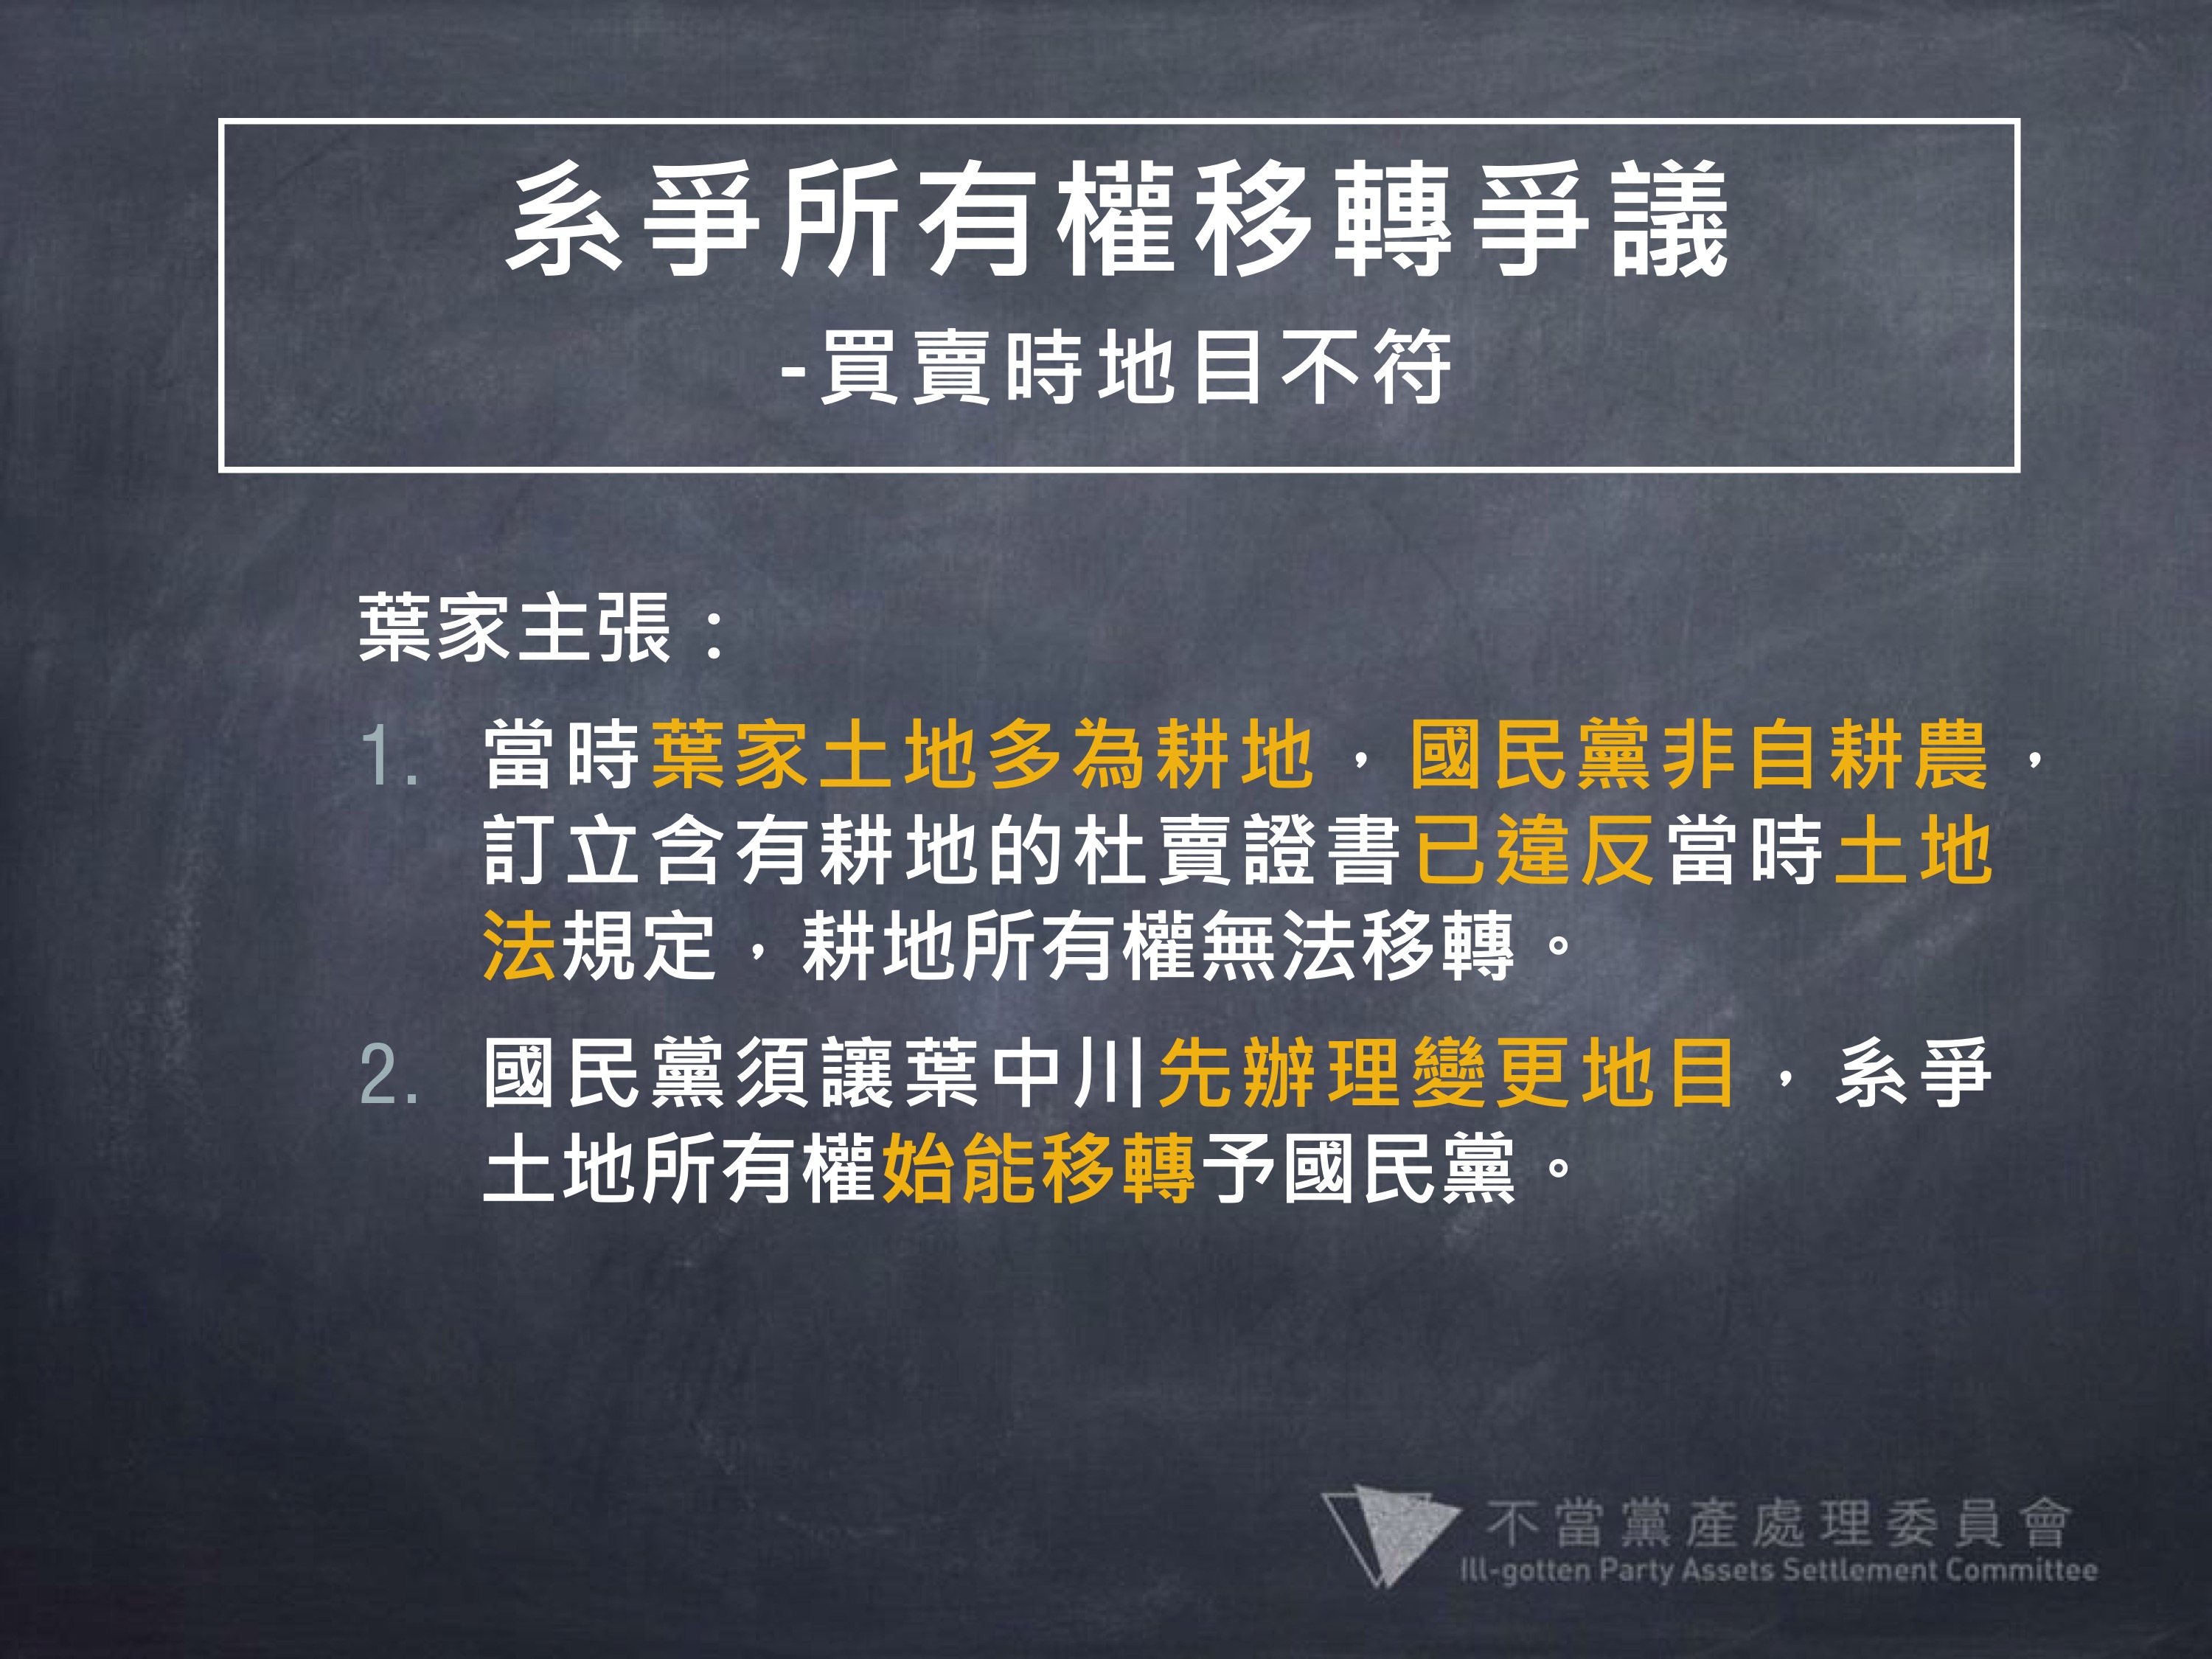 系爭所有權移轉爭議
-買賣時地目不符
葉家主張：
1. 當時葉家土地多為耕地，國民黨非自耕農，
訂立含有耕地的杜賣證書已違反當時土地
法規定，耕地所有權無法移轉。
2. 國民黨須讓葉中川先辦理變更地目，系爭
土地所有權始能移轉予國民黨。
不當黨產處理委員會
Ill-gotten Party Assets Settlement Committee